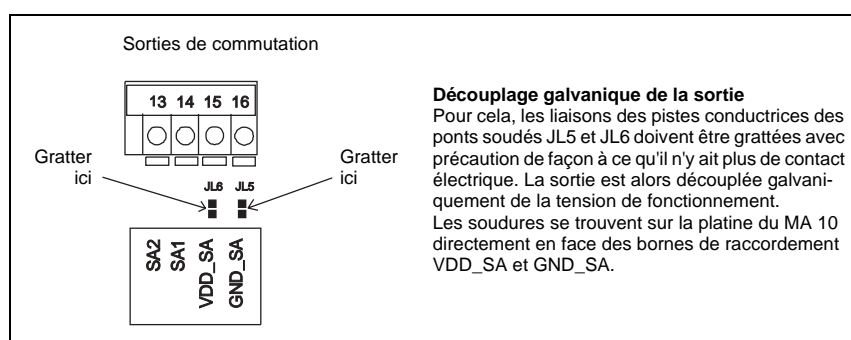 Sorties de commutation
13 14 15 16
Gratter
ici
Gratter
ici
JL6 JL5
SA2
SA1
VDD_SA
GND_SA
Découplage galvanique de la sortie
Pour cela, les liaisons des pistes conductrices des
ponts soudés JL5 et JL6 doivent être grattées avec
précaution de façon à ce qu'il n'y ait plus de contact
électrique. La sortie est alors découplée galvani-
quement de la tension de fonctionnement.
Les soudures se trouvent sur la platine du MA 10
directement en face des bornes de raccordement
VDD_SA et GND_SA.